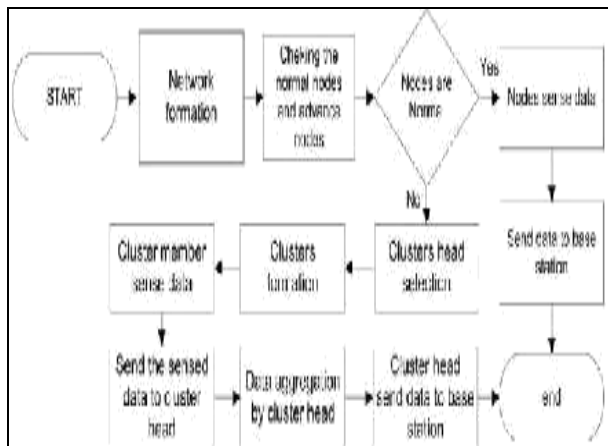 START
Network
formation
Cheking the
normal nodes
and advance
nodes
Nodes are
Normal
Yes
Nodes sense data
Send data to base
station
No
Clusters head
selection
Clusters
formation
Cluster member
sense data
Send the sensed
data to cluster
head
Data aggregation
by cluster head
Cluster head
send data to base
station
end